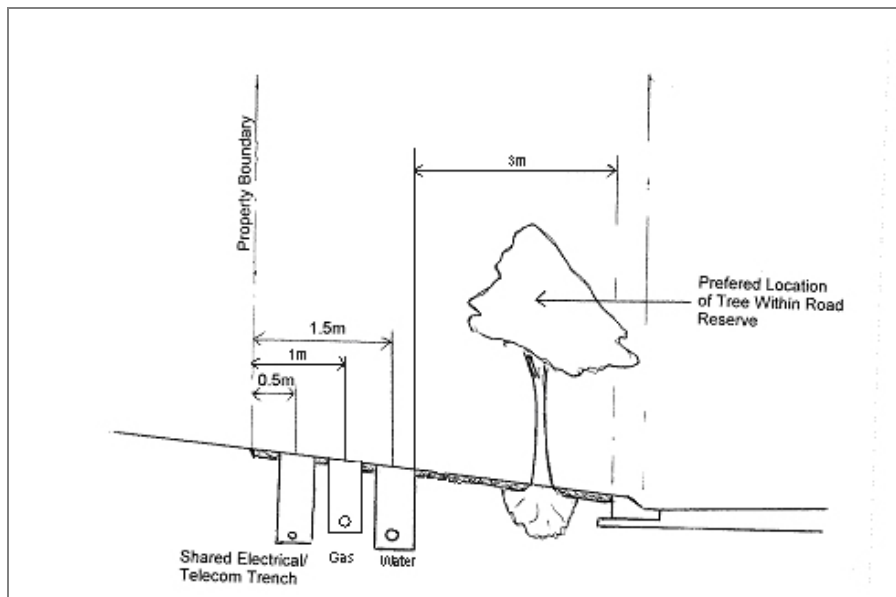 Property Boundary
3m
Prefered Location
of Tree Within Road
Reserve
1.5m
1m
0.5m
Shared Electrical/
Telecom Trench
Gas
Water